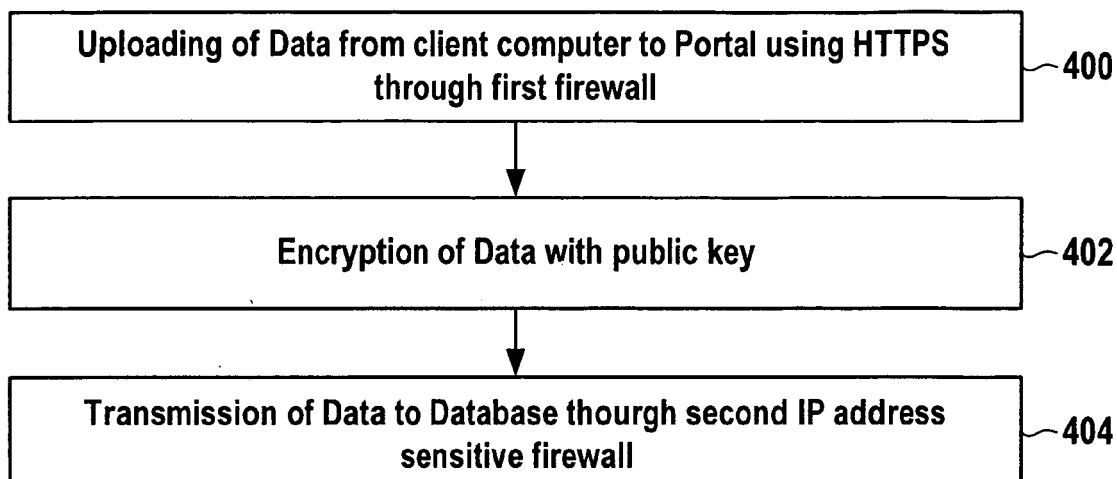 Uploading of Data from client computer to Portal using HTTPS
through first firewall
400
Encryption of Data with public key
402
Transmission of Data to Database thourgh second IP address
sensitive firewall
404